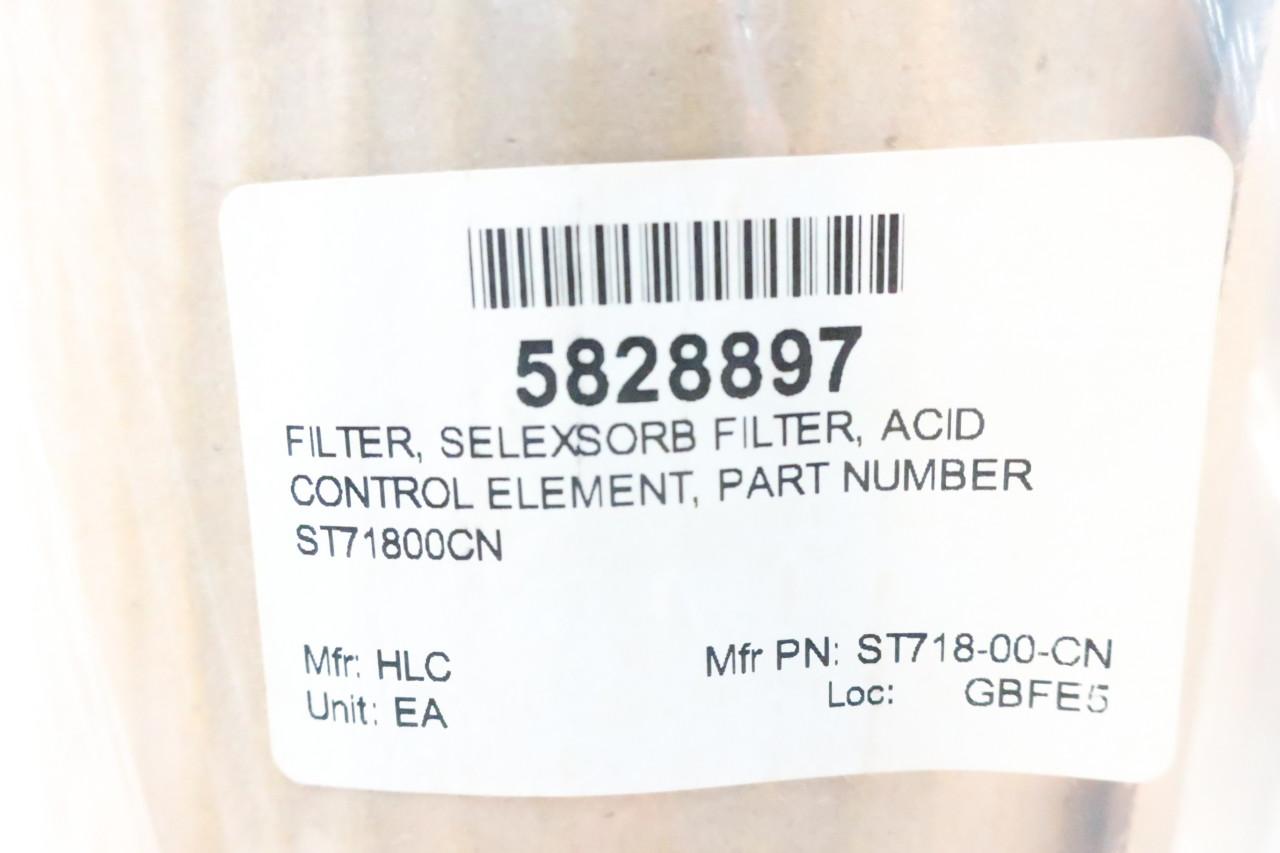 5828897
FILTER, SELEXSORB FILTER, ACID
CONTROL ELEMENT, PART NUMBER
ST71800CN
Mfr: HLC Mfr PN: ST718-00-CN
Unit: EA Loc: GBFE5